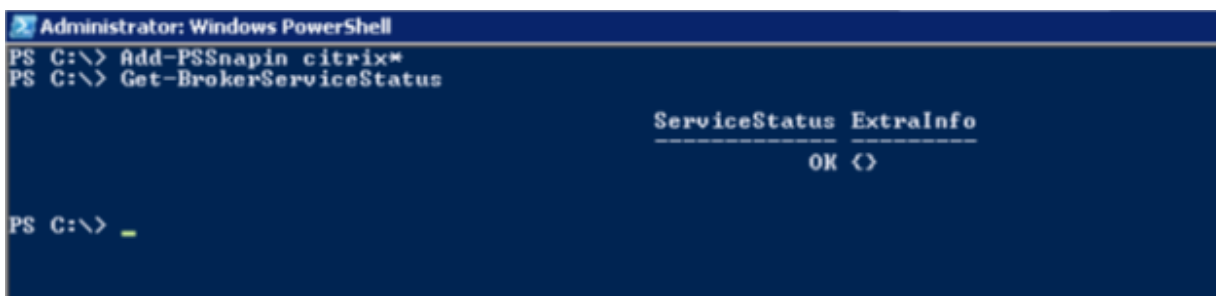 Administrator: Windows PowerShell
PS C:\> Add-PSSnapin citrix*
PS C:\> Get-BrokerServiceStatus
ServiceStatus ExtraInfo
------------- ---------
OK {}
PS C:\> _